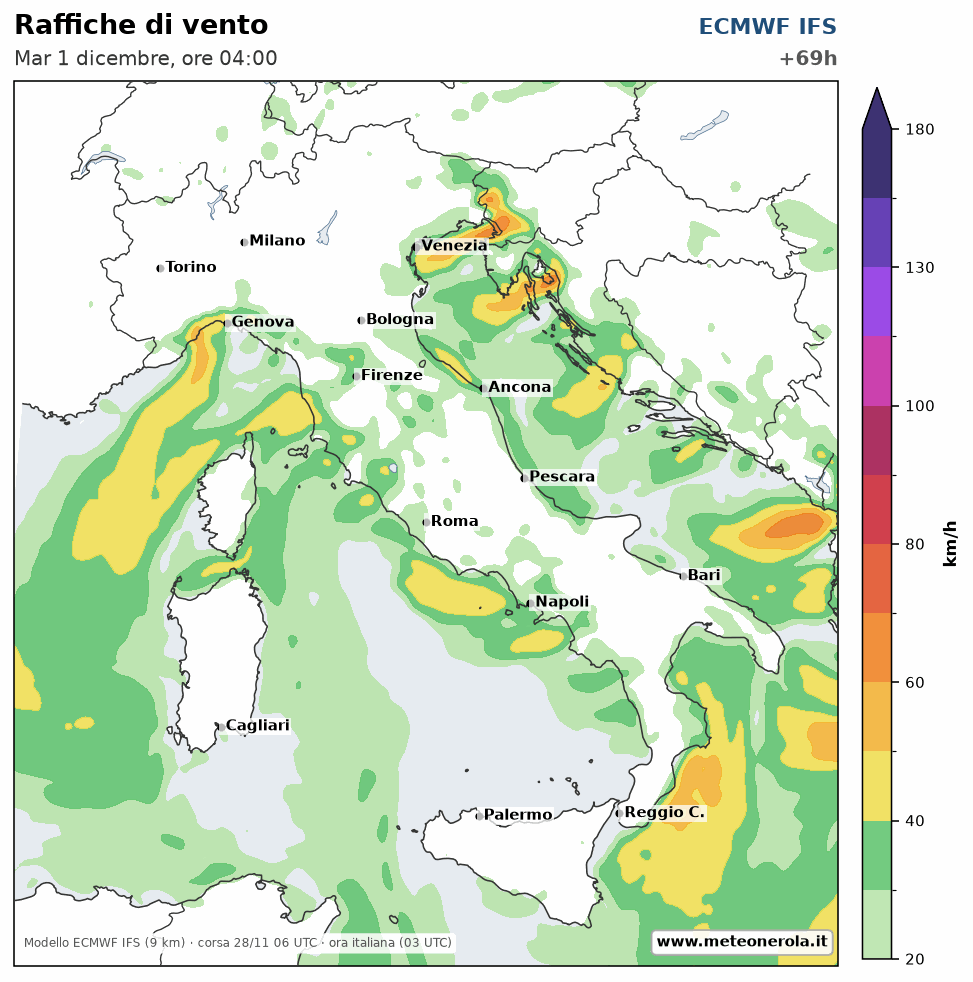 Raffiche di vento
ECMWF IFS
Mar 1 dicembre, ore 04:00
+69h
180
130
100
80
60
40
20
km/h
Milano
Torino
Venezia
Genova
Bologna
Firenze
Ancona
Pescara
Roma
Bari
Napoli
Cagliari
Palermo
Reggio C.
Modello ECMWF IFS (9 km) · corsa 28/11 06 UTC · ora italiana (03 UTC)
www.meteonerola.it